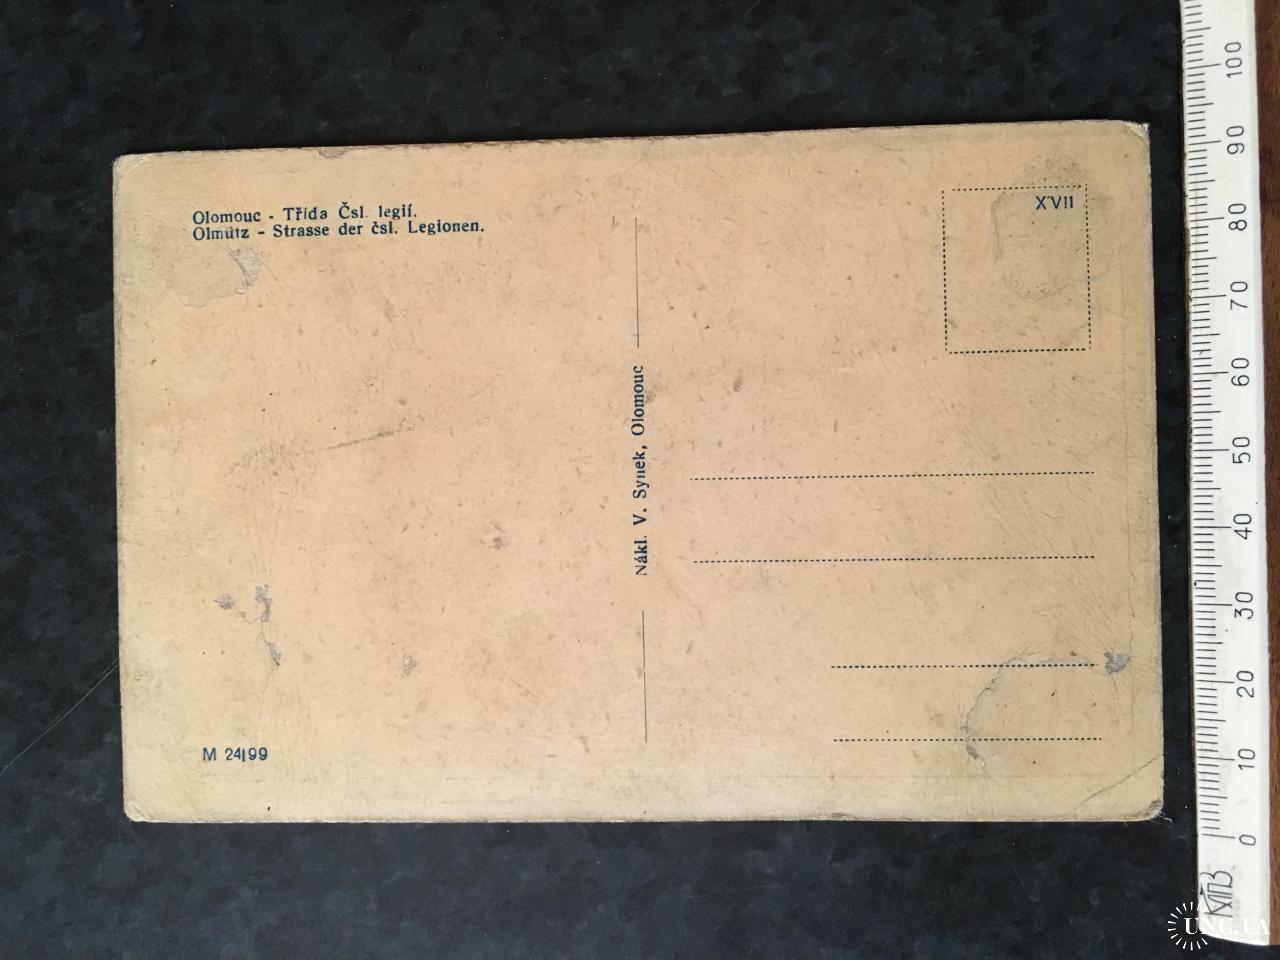 Olomouc - Třída Čsl. legií.
Olmütz - Strasse der čsl. Legionen.
XVII
Nákl. V. Synek, Olomouc
M 24199
100
90
80
70
60
50
40
30
20
10
0
UNC.UA